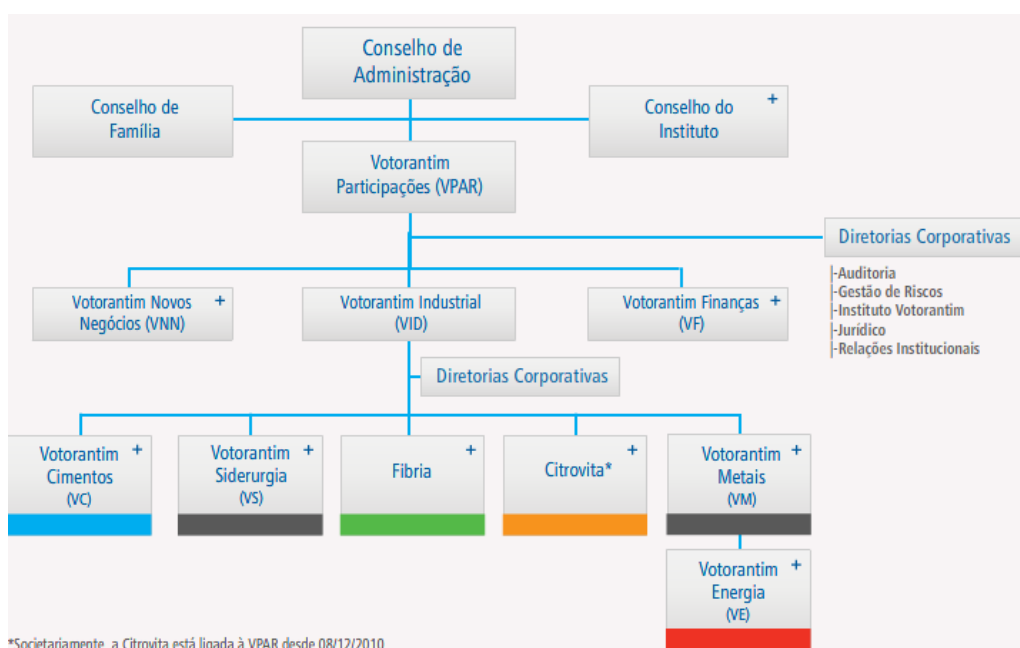 Conselho de
Administração
Conselho de
Família
Conselho do +
Instituto
Votorantim
Participações (VPAR)
Diretorias Corporativas
|-Auditoria
|-Gestão de Riscos
|-Instituto Votorantim
|-Jurídico
|-Relações Institucionais
Votorantim Novos +
Negócios (VNN)
Votorantim Industrial
(VID)
Votorantim Finanças +
(VF)
Diretorias Corporativas
Votorantim +
Cimentos
(VC)
Votorantim +
Siderurgia
(VS)
+
Fibria
+
Citrovita*
Votorantim +
Metais
(VM)
Votorantim +
Energia
(VE)
*Societariamente, a Citrovita está ligada à VPAR desde 08/12/2010